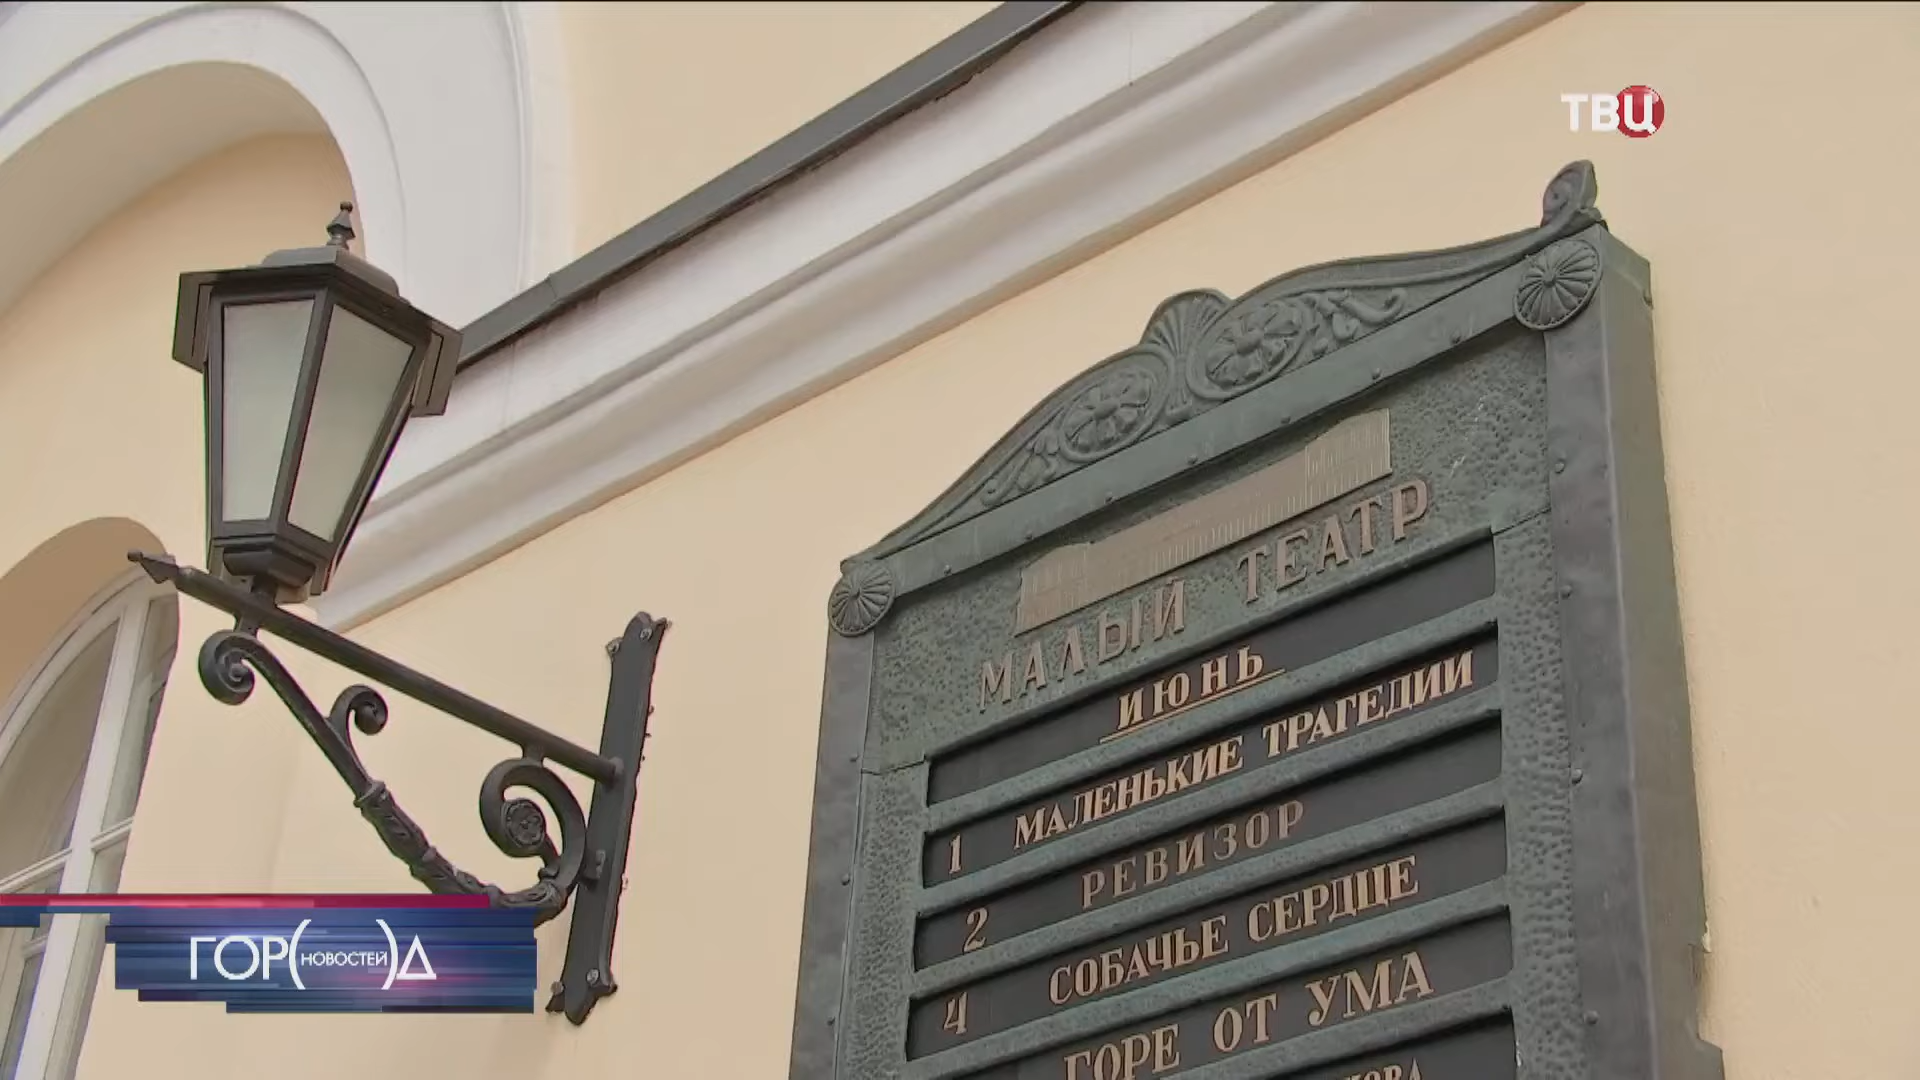 ТВЦ
МАЛЫЙ ТЕАТР
ИЮНЬ
1 МАЛЕНЬКИЕ ТРАГЕДИИ
2 РЕВИЗОР
4 СОБАЧЬЕ СЕРДЦЕ
ГОРЕ ОТ УМА
ГОР(НОВОСТЕЙ)Д